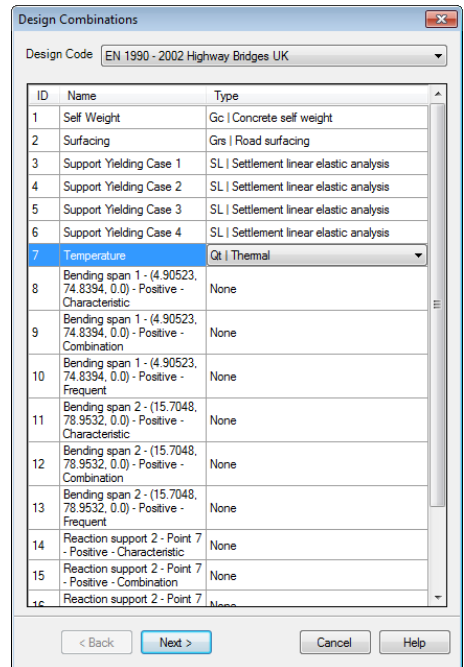 Design Combinations
Design Code EN 1990 - 2002 Highway Bridges UK
ID Name Type
1 Self Weight Gc | Concrete self weight
2 Surfacing Grs | Road surfacing
3 Support Yielding Case 1 SL | Settlement linear elastic analysis
4 Support Yielding Case 2 SL | Settlement linear elastic analysis
5 Support Yielding Case 3 SL | Settlement linear elastic analysis
6 Support Yielding Case 4 SL | Settlement linear elastic analysis
7 Temperature Qt | Thermal
Bending span 1 - (4.90523,
8 74.8394, 0.0) - Positive - None
Characteristic
Bending span 1 - (4.90523,
9 74.8394, 0.0) - Positive - None
Combination
Bending span 1 - (4.90523,
10 74.8394, 0.0) - Positive - None
Frequent
Bending span 2 - (15.7048,
11 78.9532, 0.0) - Positive - None
Characteristic
Bending span 2 - (15.7048,
12 78.9532, 0.0) - Positive - None
Combination
Bending span 2 - (15.7048,
13 78.9532, 0.0) - Positive - None
Frequent
Reaction support 2 - Point 7
14 - Positive - Characteristic None
Reaction support 2 - Point 7
15 - Positive - Combination None
Reaction support 2 - Point 7
16 None
< Back Next > Cancel Help